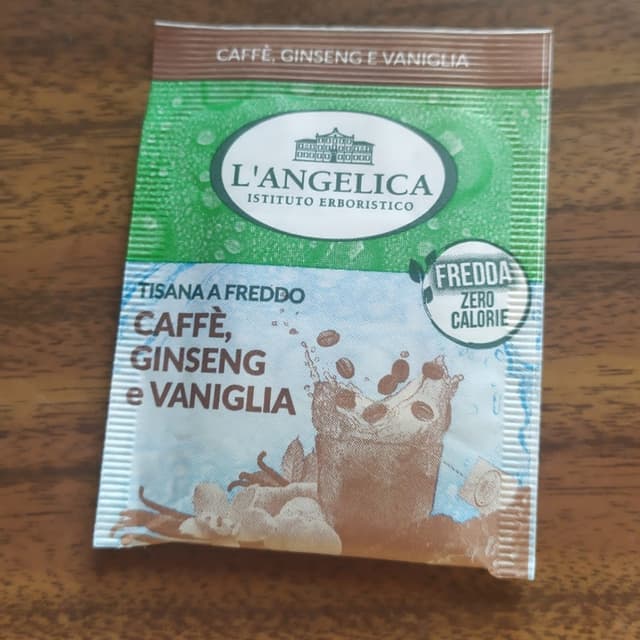 CAFFÈ, GINSENG E VANIGLIA
L'ANGELICA
ISTITUTO ERBORISTICO
FREDDA
ZERO
CALORIE
TISANA A FREDDO
CAFFÈ,
GINSENG
e VANIGLIA